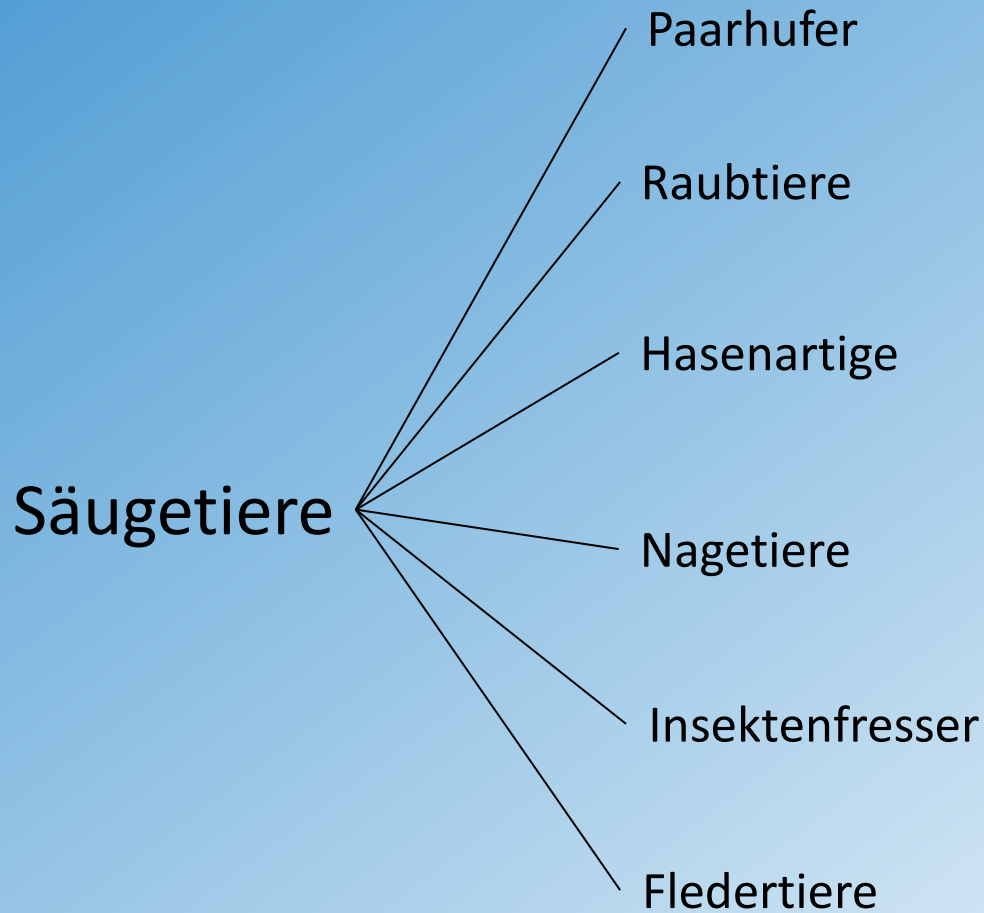 Säugetiere
Paarhufer
Raubtiere
Hasenartige
Nagetiere
Insektenfresser
Fledertiere